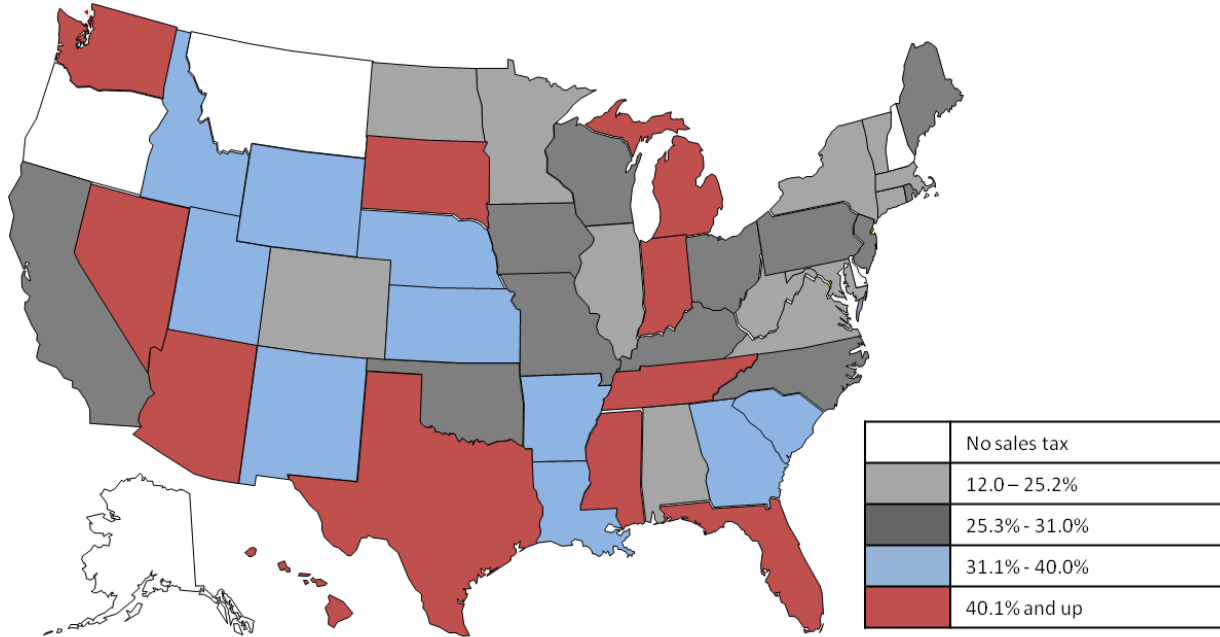 No sales tax
12.0 – 25.2%
25.3% - 31.0%
31.1% - 40.0%
40.1% and up